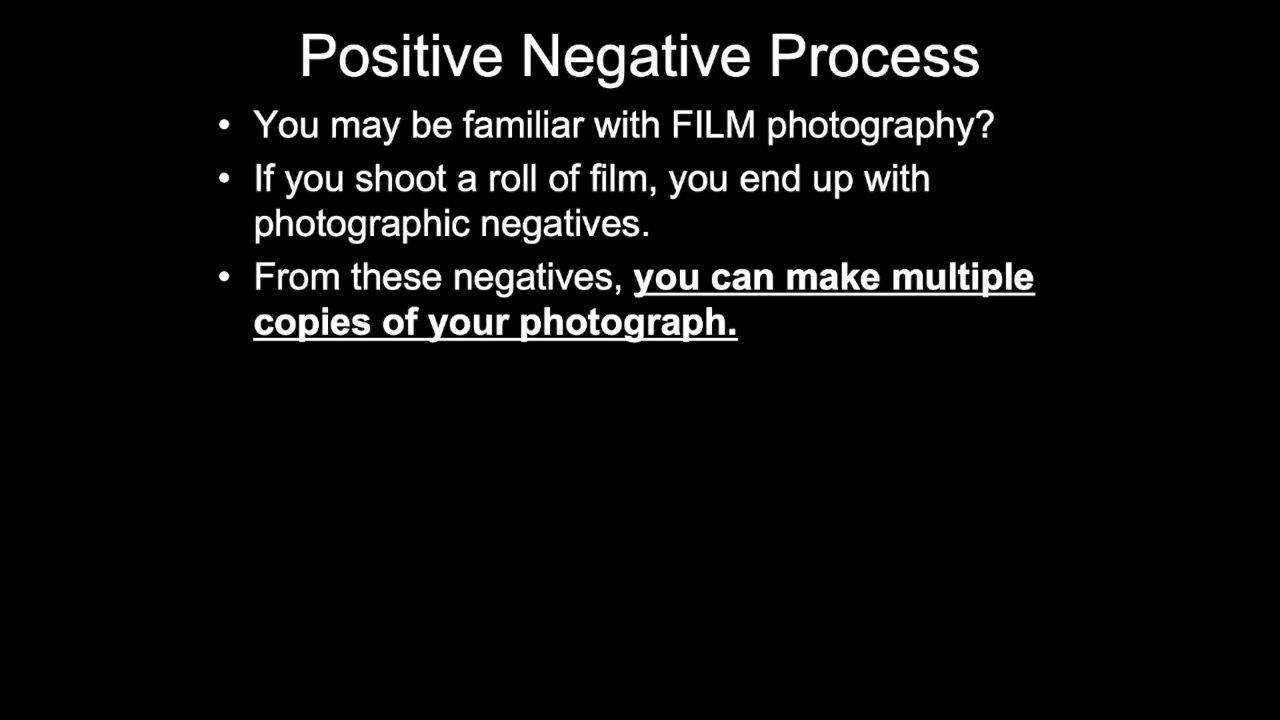 Positive Negative Process
• You may be familiar with FILM photography?
• If you shoot a roll of film, you end up with
photographic negatives.
• From these negatives, you can make multiple
copies of your photograph.